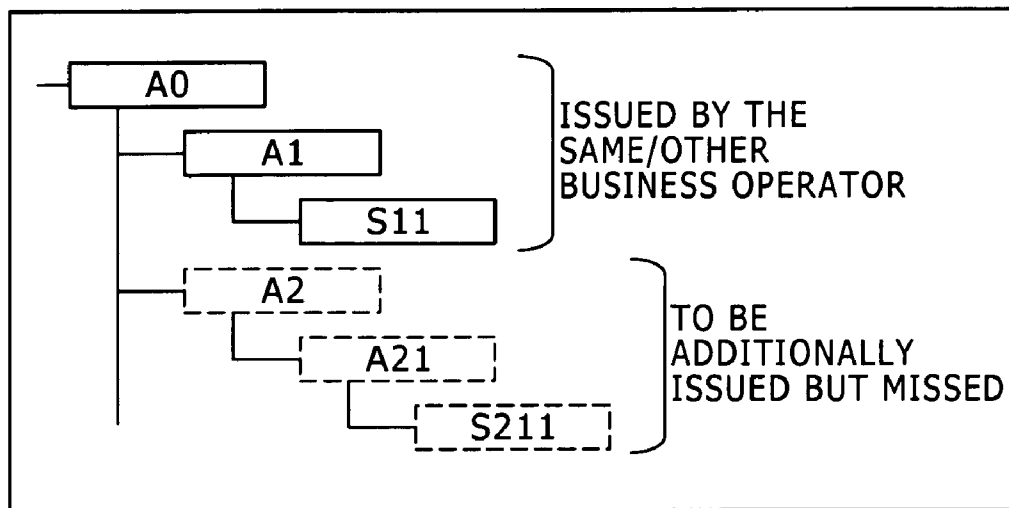 A0
A1
S11
ISSUED BY THE
SAME/OTHER
BUSINESS OPERATOR
A2
A21
S211
TO BE
ADDITIONALLY
ISSUED BUT MISSED